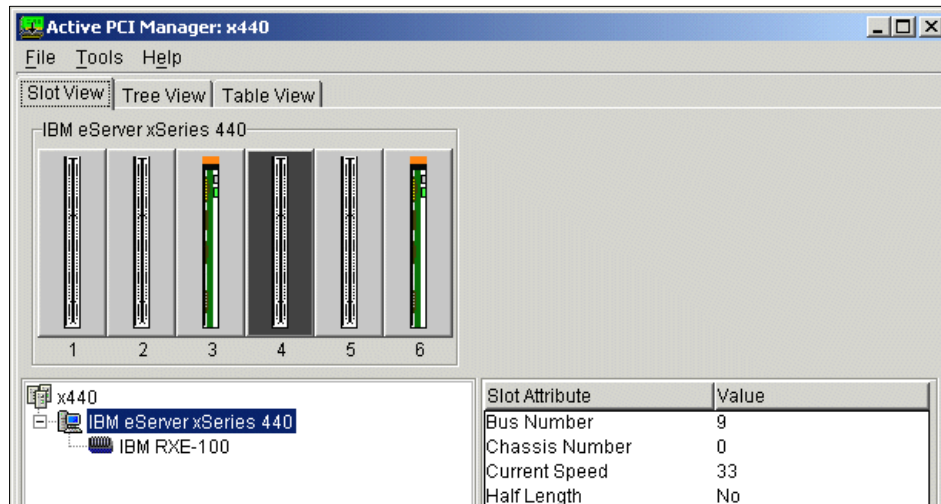 Active PCI Manager: x440
File Tools Help
Slot View Tree View Table View
IBM eServer xSeries 440
1 2 3 4 5 6
x440
IBM eServer xSeries 440
IBM RXE-100
Slot Attribute Value
Bus Number 9
Chassis Number 0
Current Speed 33
Half Length No